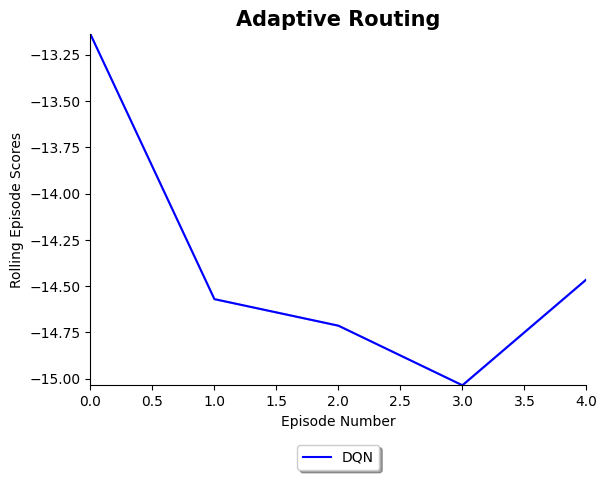 Adaptive Routing
Rolling Episode Scores
−13.25
−13.50
−13.75
−14.00
−14.25
−14.50
−14.75
−15.00
0.0 0.5 1.0 1.5 2.0 2.5 3.0 3.5 4.0
Episode Number
DQN